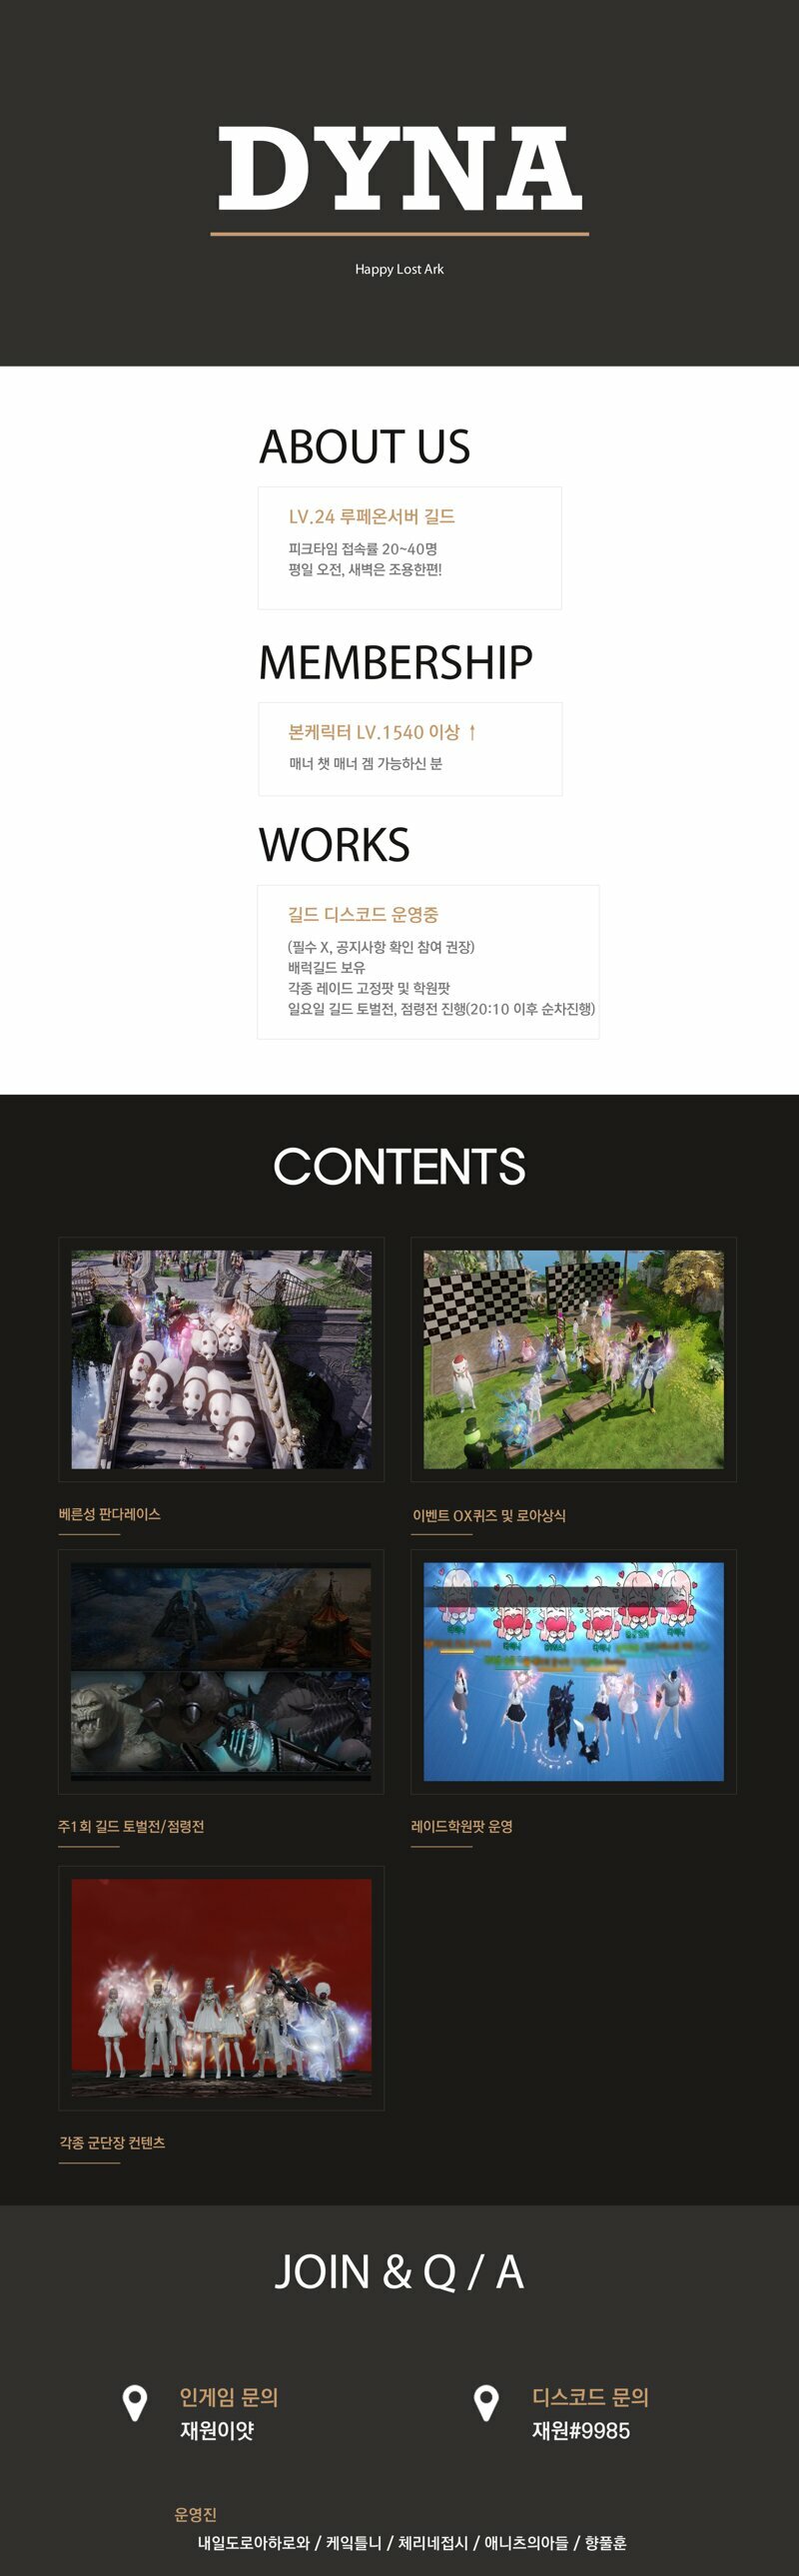 DYNA
Happy Lost Ark
ABOUT US
LV.24 루페온서버 길드
피크타임 접속률 20~40명
평일 오전, 새벽은 조용한편!
MEMBERSHIP
본케릭터 LV.1540 이상 ↑
매너 챗 매너 겜 가능하신 분
WORKS
길드 디스코드 운영중
(필수 X, 공지사항 확인 참여 권장)
배럭길드 보유
각종 레이드 고정팟 및 학원팟
일요일 길드 토벌전, 점령전 진행(20:10 이후 순차진행)
CONTENTS
베른성 판다레이스
이벤트 OX퀴즈 및 로아상식
주1회 길드 토벌전/점령전
레이드학원팟 운영
각종 군단장 컨텐츠
JOIN & Q / A
인게임 문의
재원이얏
디스코드 문의
재원#9985
운영진
내일도로아하로와 / 케잌틀니 / 체리네접시 / 애니츠의아들 / 향풀훈